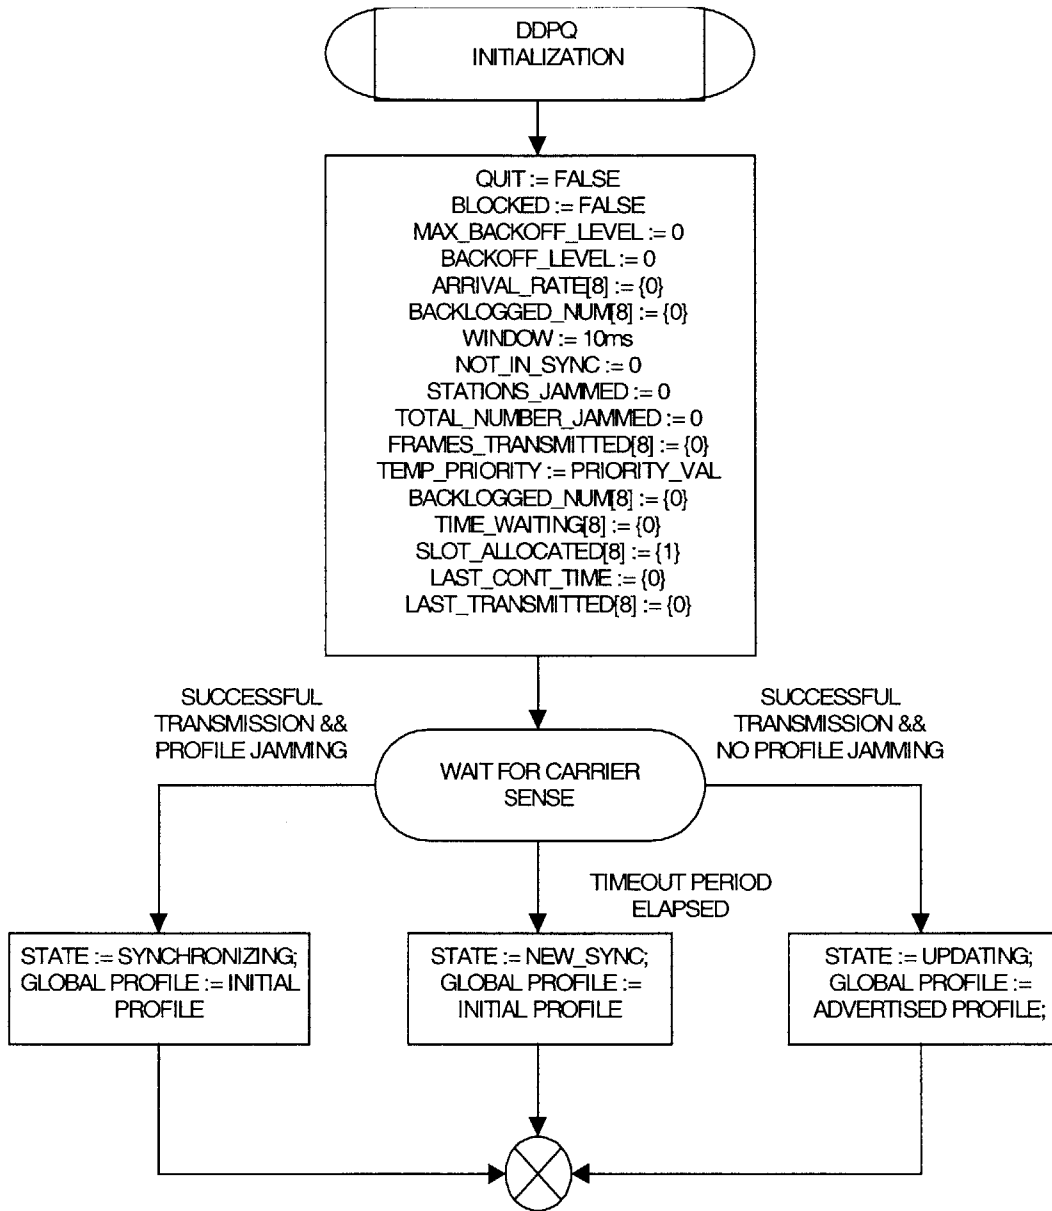 DDPQ
INITIALIZATION
QUIT := FALSE
BLOCKED := FALSE
MAX_BACKOFF_LEVEL := 0
BACKOFF_LEVEL := 0
ARRIVAL_RATE[8] := {0}
BACKLOGGED_NUM[8] := {0}
WINDOW := 10ms
NOT_IN_SYNC := 0
STATIONS_JAMMED := 0
TOTAL_NUMBER_JAMMED := 0
FRAMES_TRANSMITTED[8] := {0}
TEMP_PRIORITY := PRIORITY_VAL
BACKLOGGED_NUM[8] := {0}
TIME_WAITING[8] := {0}
SLOT_ALLOCATED[8] := {1}
LAST_CONT_TIME := {0}
LAST_TRANSMITTED[8] := {0}
SUCCESSFUL
TRANSMISSION &&
PROFILE JAMMING
SUCCESSFUL
TRANSMISSION &&
NO PROFILE JAMMING
WAIT FOR CARRIER
SENSE
TIMEOUT PERIOD
ELAPSED
STATE := SYNCHRONIZING;
GLOBAL PROFILE := INITIAL
PROFILE
STATE := NEW_SYNC;
GLOBAL PROFILE :=
INITIAL PROFILE
STATE := UPDATING;
GLOBAL PROFILE :=
ADVERTISED PROFILE;